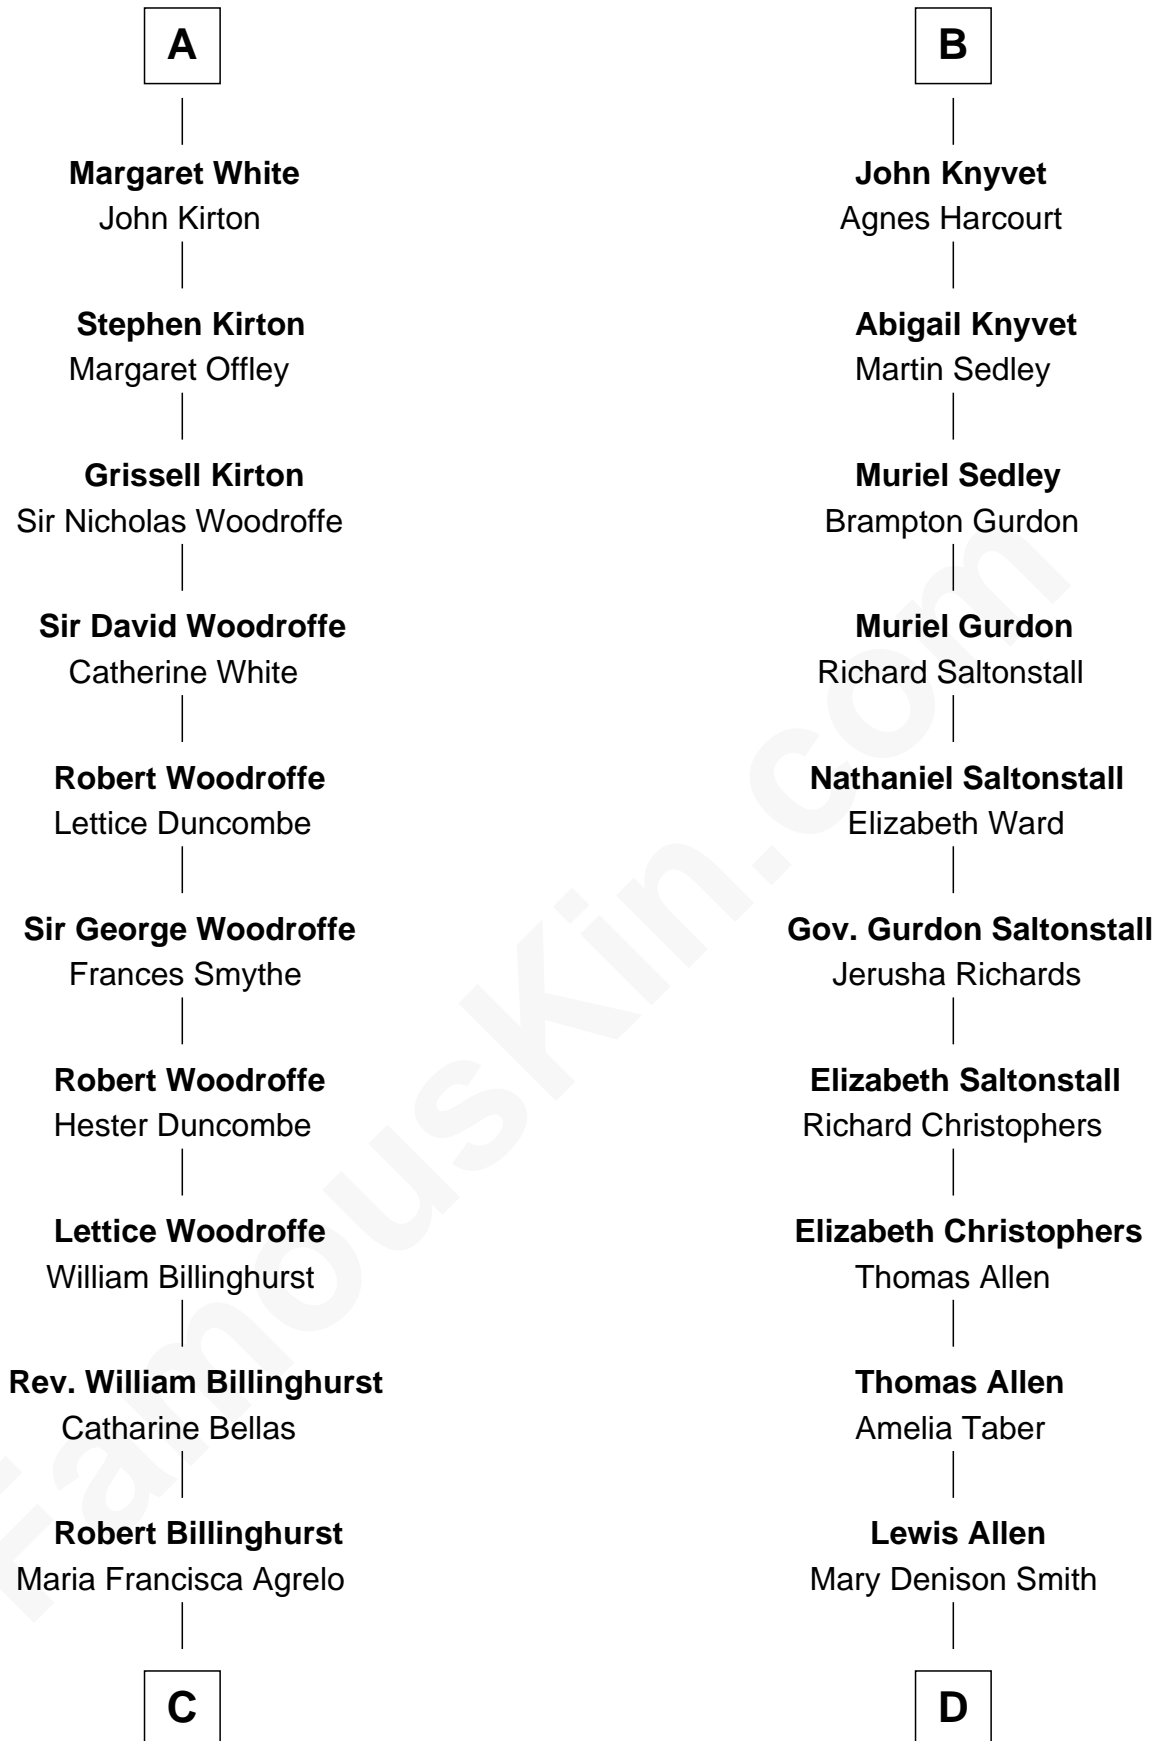 A
Margaret White
John Kirton
Stephen Kirton
Margaret Offley
Grissell Kirton
Sir Nicholas Woodroffe
Sir David Woodroffe
Catherine White
Robert Woodroffe
Lettice Duncombe
Sir George Woodroffe
Frances Smythe
Robert Woodroffe
Hester Duncombe
Lettice Woodroffe
William Billinghurst
Rev. William Billinghurst
Catharine Bellas
Robert Billinghurst
Maria Francisca Agrelo
C
B
John Knyvet
Agnes Harcourt
Abigail Knyvet
Martin Sedley
Muriel Sedley
Brampton Gurdon
Muriel Gurdon
Richard Saltonstall
Nathaniel Saltonstall
Elizabeth Ward
Gov. Gurdon Saltonstall
Jerusha Richards
Elizabeth Saltonstall
Richard Christophers
Elizabeth Christophers
Thomas Allen
Thomas Allen
Amelia Taber
Lewis Allen
Mary Denison Smith
D
FamousKin.com